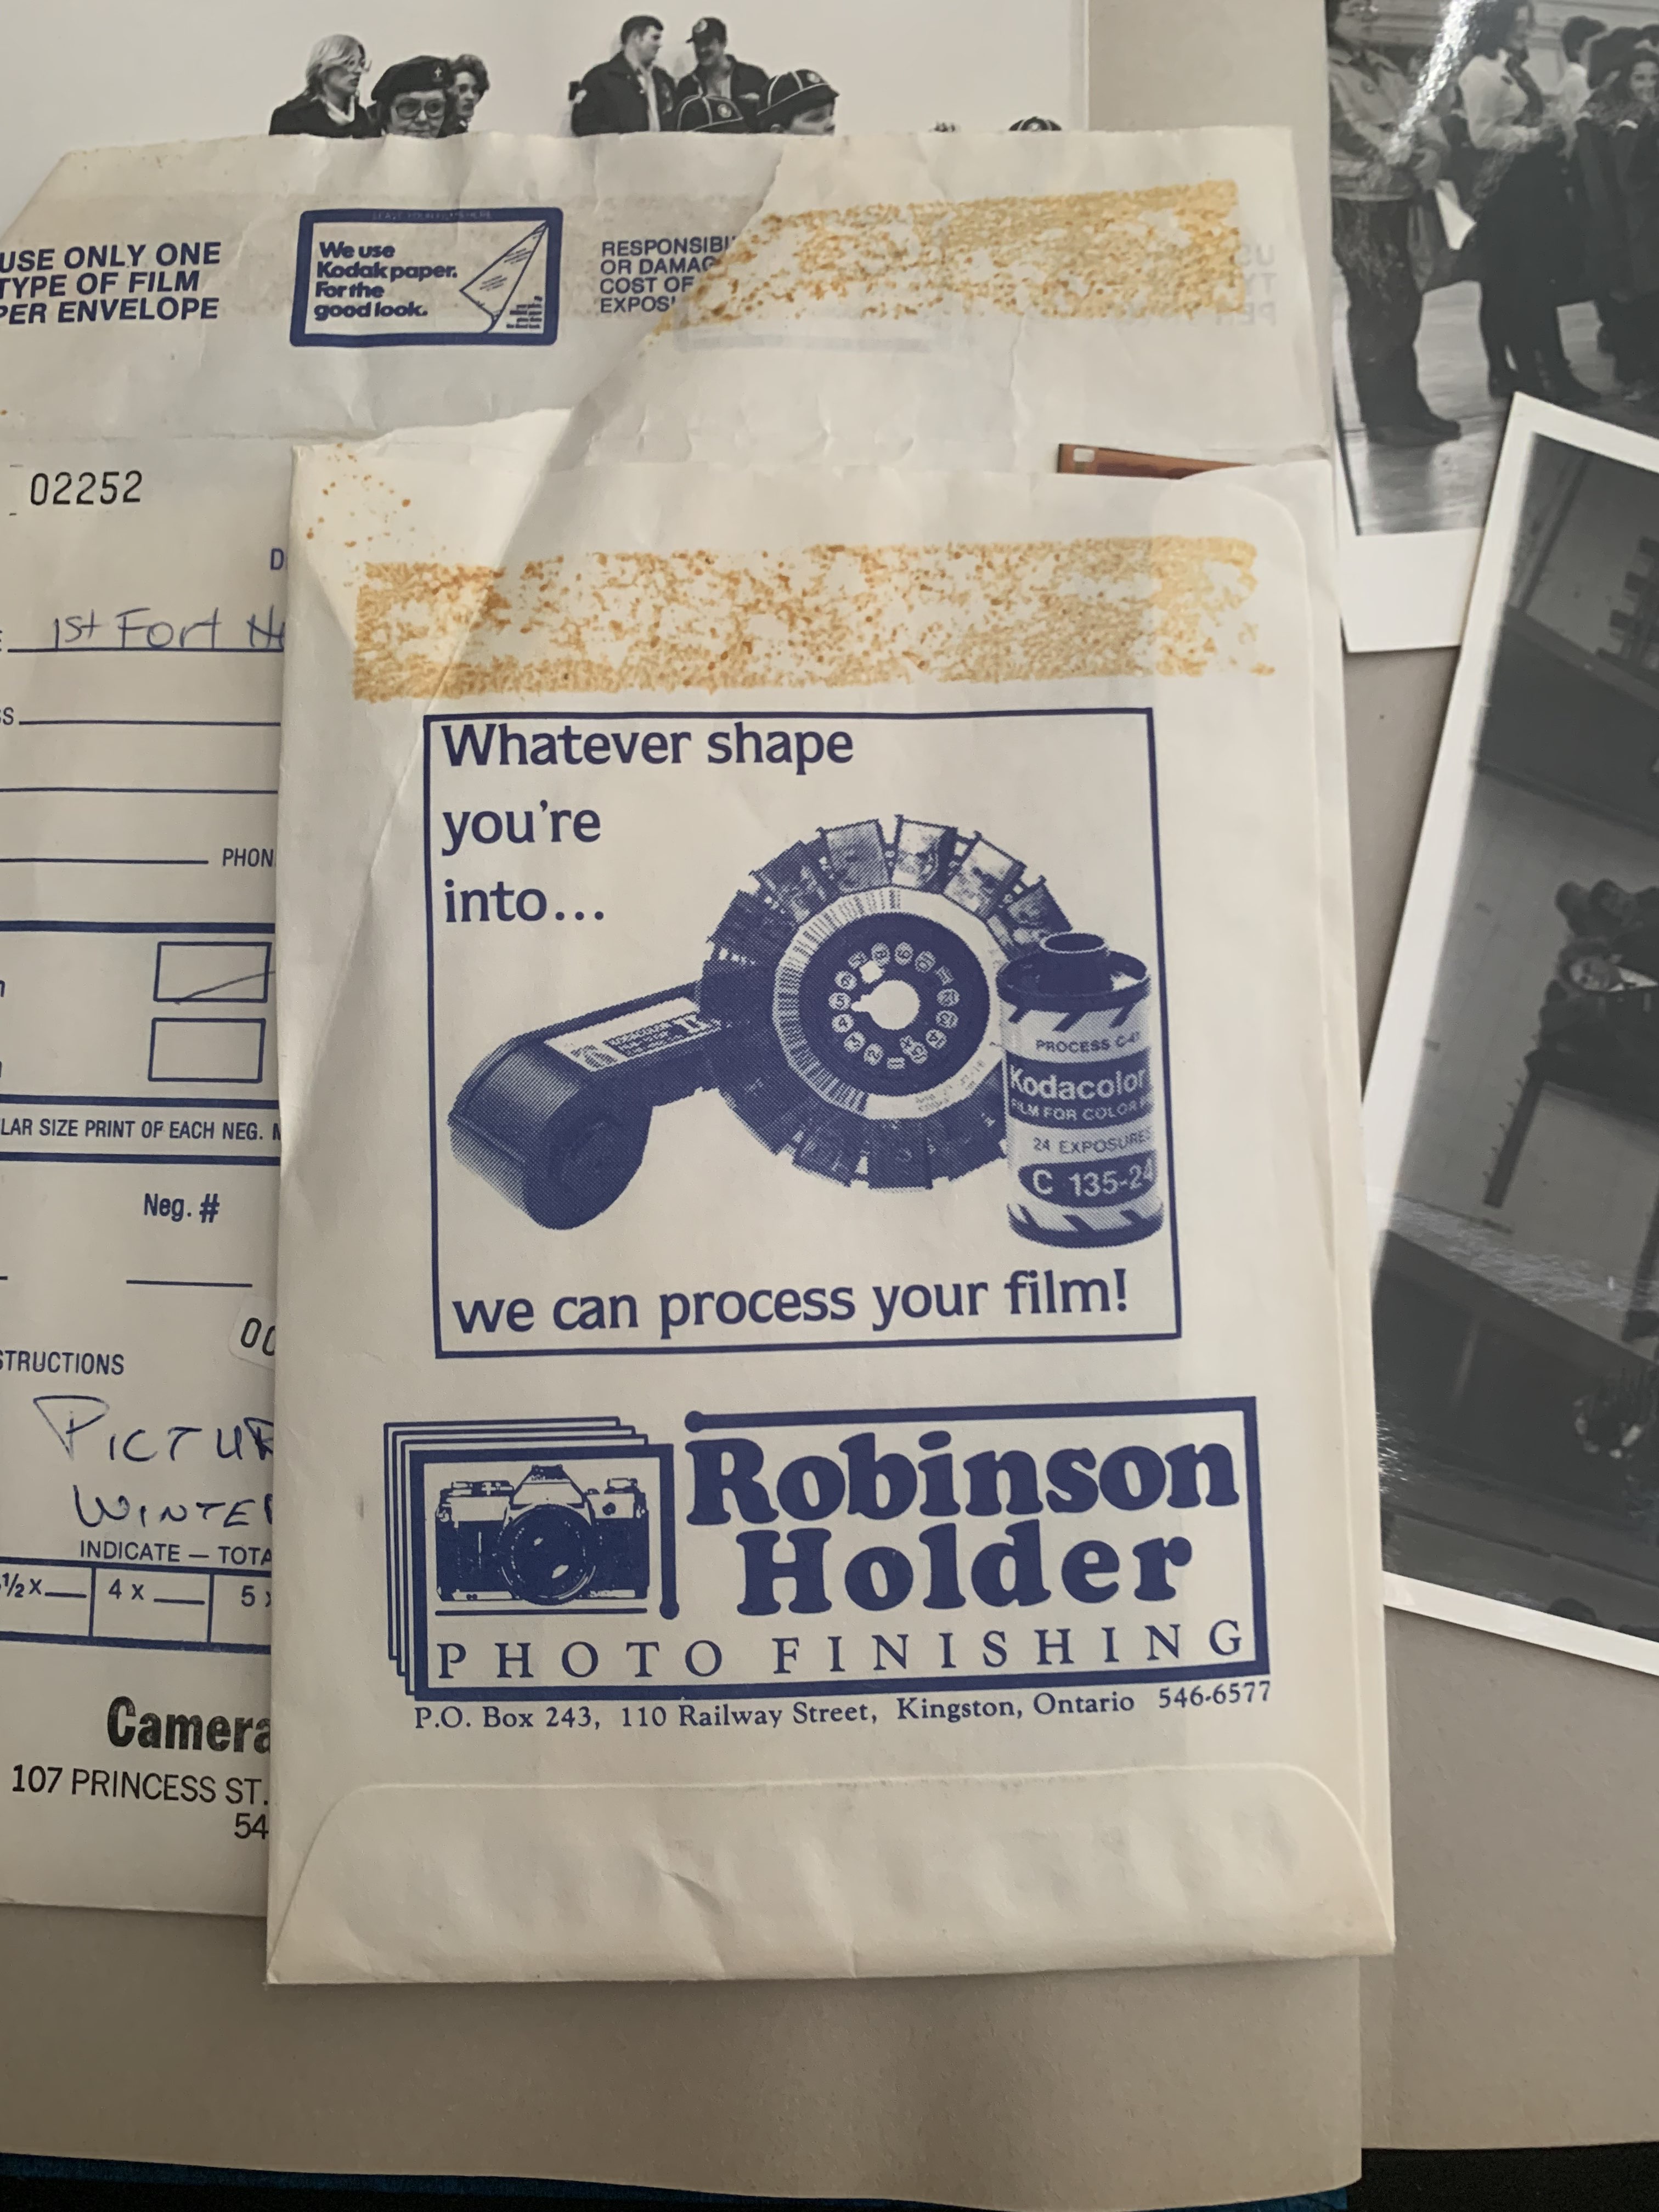 USE ONLY ONE
TYPE OF FILM
PER ENVELOPE
We use
Kodak paper.
For the
good look.
RESPONSIBI
OR DAMAG
COST OF
EXPOS
02252
D
1st Fort H
S
PHON
LAR SIZE PRINT OF EACH NEG.
Neg. #
00
STRUCTIONS
PICTUR
WINTE
INDICATE — TOTA
½ x 4 x 5 x
Camera
107 PRINCESS ST.
54
Whatever shape
you're
into...
PROCESS C-41
Kodacolor
FILM FOR COLOR
24 EXPOSURES
C 135-24
we can process your film!
Robinson
Holder
PHOTO FINISHING
P.O. Box 243, 110 Railway Street, Kingston, Ontario 546-6577